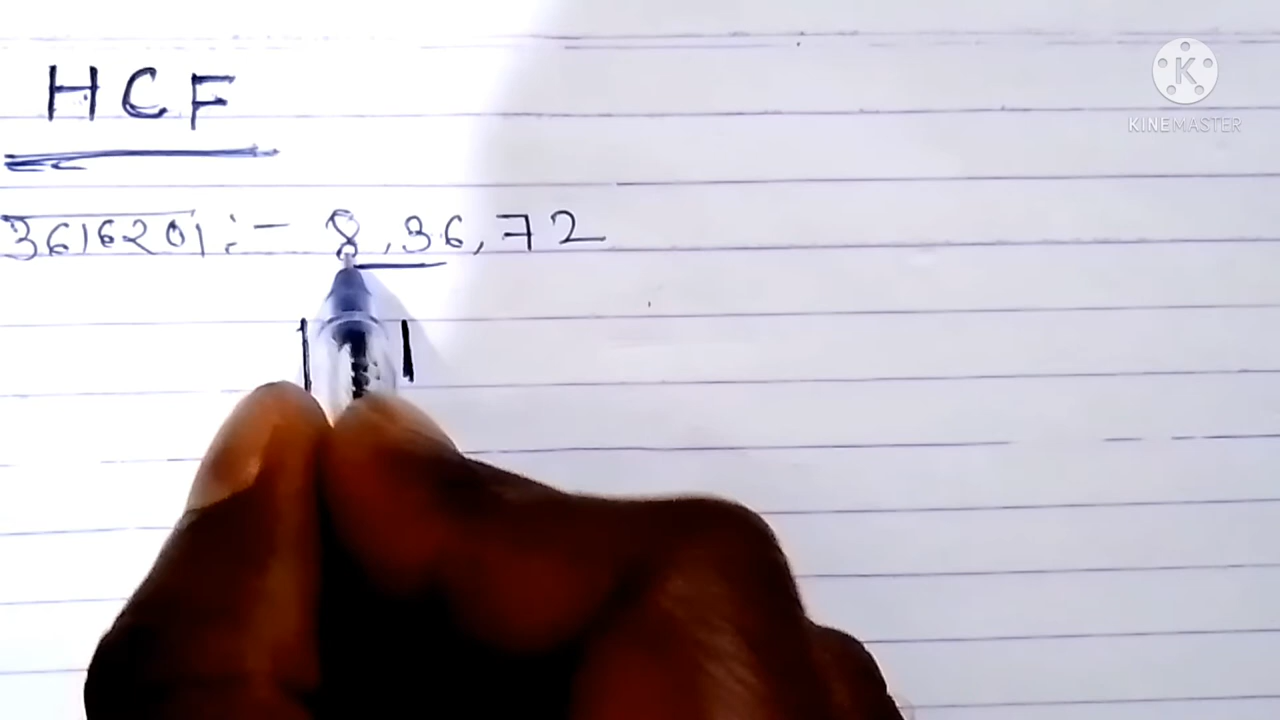 HCF
:- 8, 36, 72
K
KINEMASTER